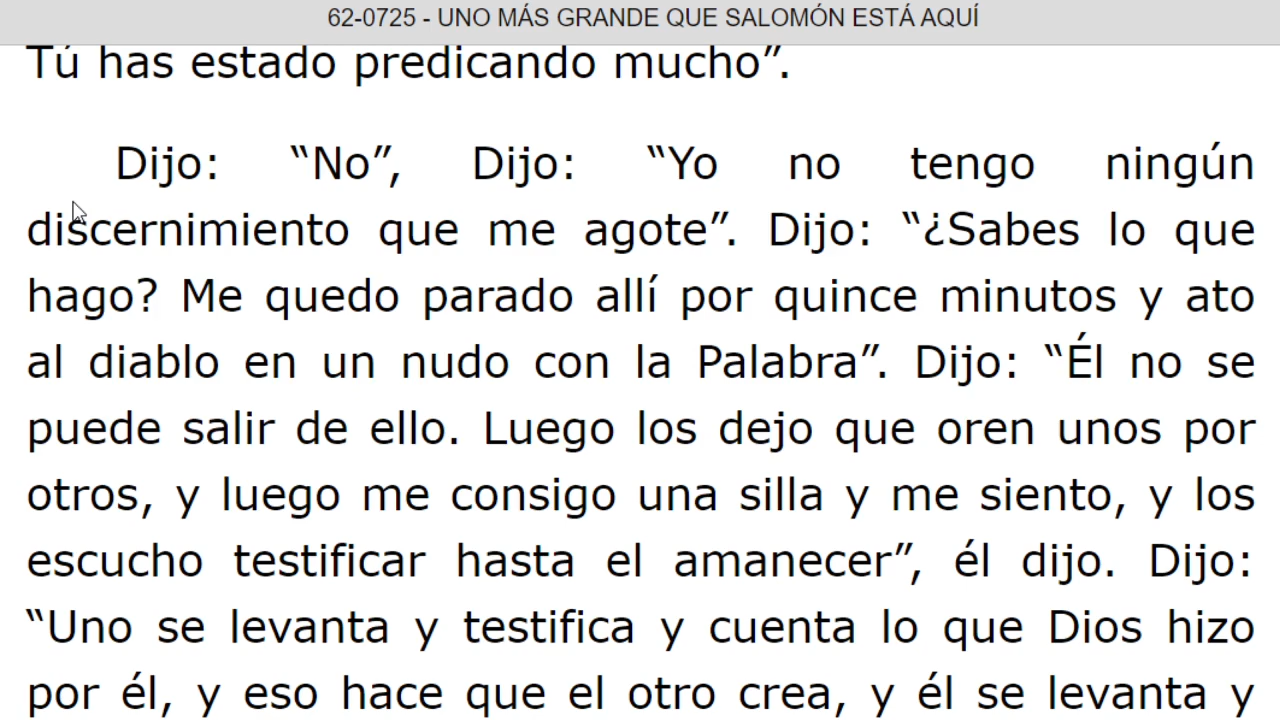 62-0725 - UNO MÁS GRANDE QUE SALOMÓN ESTÁ AQUÍ
Tú has estado predicando mucho”.
Dijo: “No”, Dijo: “Yo no tengo ningún
discernimiento que me agote”. Dijo: “¿Sabes lo que
hago? Me quedo parado allí por quince minutos y ato
al diablo en un nudo con la Palabra”. Dijo: “Él no se
puede salir de ello. Luego los dejo que oren unos por
otros, y luego me consigo una silla y me siento, y los
escucho testificar hasta el amanecer”, él dijo. Dijo:
“Uno se levanta y testifica y cuenta lo que Dios hizo
por él, y eso hace que el otro crea, y él se levanta y